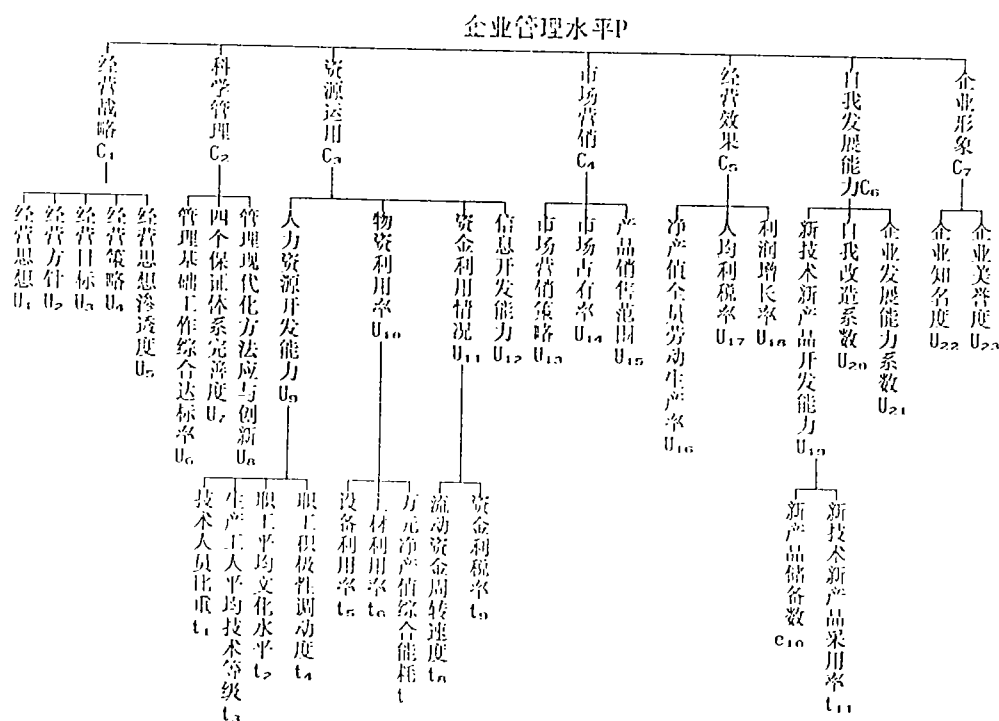 企业管理水平P
经营战略C₁
科学管理C₂
资源运用C₃
市场营销C₄
经营效果C₅
自我发展能力C₆
企业形象C₇
经营思想U₁
经营方针U₂
经营目标U₃
经营策略U₄
经营思想渗透度U₅
管理基础工作综合达标率U₆
四个保证体系完善度U₇
管理现代化方法应与创新U₈
人力资源开发能力U₉
物资利用率U₁₀
资金利用情况U₁₁
信息开发能力U₁₂
市场营销策略U₁₃
市场占有率U₁₄
产品销售范围U₁₅
净产值全员劳动生产率U₁₆
人均利税率U₁₇
利润增长率U₁₈
新技术新产品开发能力U₁₉
自我改造系数U₂₀
企业发展能力系数U₂₁
企业知名度U₂₂
企业美誉度U₂₃
技术人员比重t₁
生产工人平均技术等级t₃
职工平均文化水平t₂
职工积极性调动度t₄
设备利用率t₅
材利用率t₆
万元净产值综合能耗t
流动资金周转速度t₈
资金利税率t₉
新产品储备数e₁₀
新技术新产品采用率t₁₁